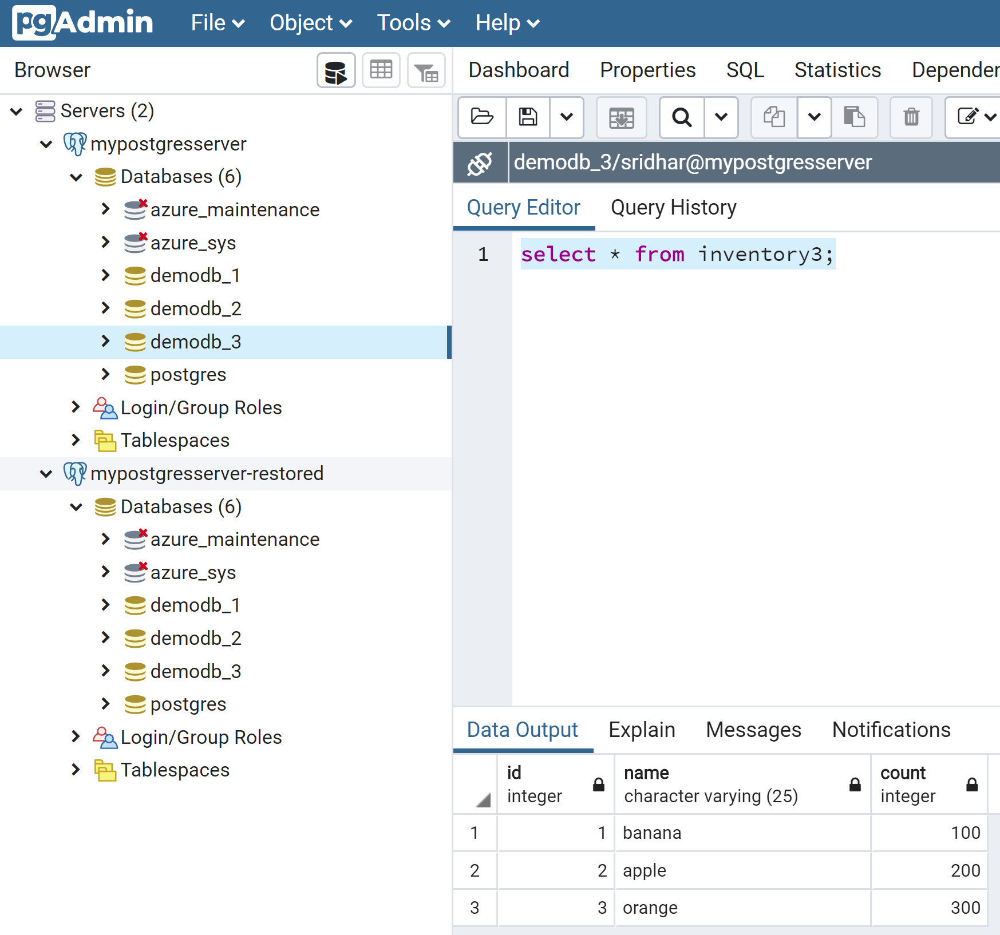 pgAdmin File Object Tools Help
Browser
Dashboard Properties SQL Statistics
Servers (2)
mypostgresserver
Databases (6)
azure_maintenance
azure_sys
demodb_1
demodb_2
demodb_3
postgres
Login/Group Roles
Tablespaces
mypostgresserver-restored
Databases (6)
azure_maintenance
azure_sys
demodb_1
demodb_2
demodb_3
postgres
Login/Group Roles
Tablespaces
demodb_3/sridhar@mypostgresserver
Query Editor Query History
1 select * from inventory3;
Data Output Explain Messages Notifications
id name count
integer character varying (25) integer
1 1 banana 100
2 2 apple 200
3 3 orange 300